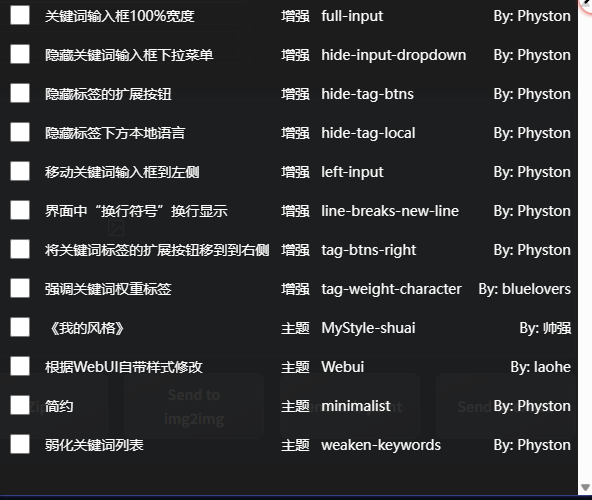 关键词输入框100%宽度 增强 full-input By: Physton
隐藏关键词输入框下拉菜单 增强 hide-input-dropdown By: Physton
隐藏标签的扩展按钮 增强 hide-tag-btns By: Physton
隐藏标签下方本地语言 增强 hide-tag-local By: Physton
移动关键词输入框到左侧 增强 left-input By: Physton
界面中“换行符号”换行显示 增强 line-breaks-new-line By: Physton
将关键词标签的扩展按钮移到到右侧 增强 tag-btns-right By: Physton
强调关键词权重标签 增强 tag-weight-character By: bluelovers
《我的风格》 主题 MyStyle-shuai By: 帅强
根据WebUI自带样式修改 主题 Webui By: laohe
Send to
简约 主题 minimalist By: Physton
img2img
弱化关键词列表 主题 weaken-keywords By: Physton